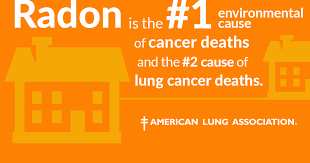 Radon is the #1 environmental cause
of cancer deaths
and the #2 cause of
lung cancer deaths.
AMERICAN LUNG ASSOCIATION®